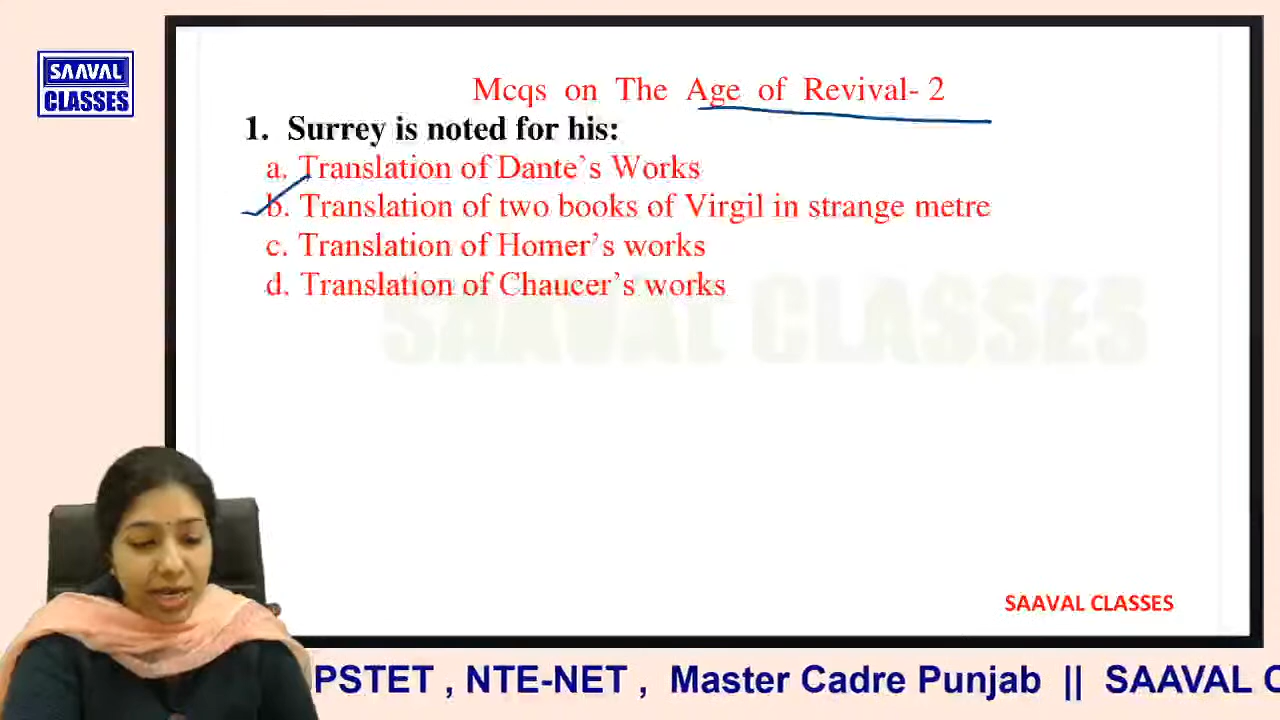 SAAVAL
CLASSES
Mcqs on The Age of Revival- 2
1. Surrey is noted for his:
a. Translation of Dante's Works
b. Translation of two books of Virgil in strange metre
c. Translation of Homer's works
d. Translation of Chaucer's works
SAAVAL CLASSES
SAAVAL CLASSES
PSTET , NTE-NET , Master Cadre Punjab || SAAVAL C